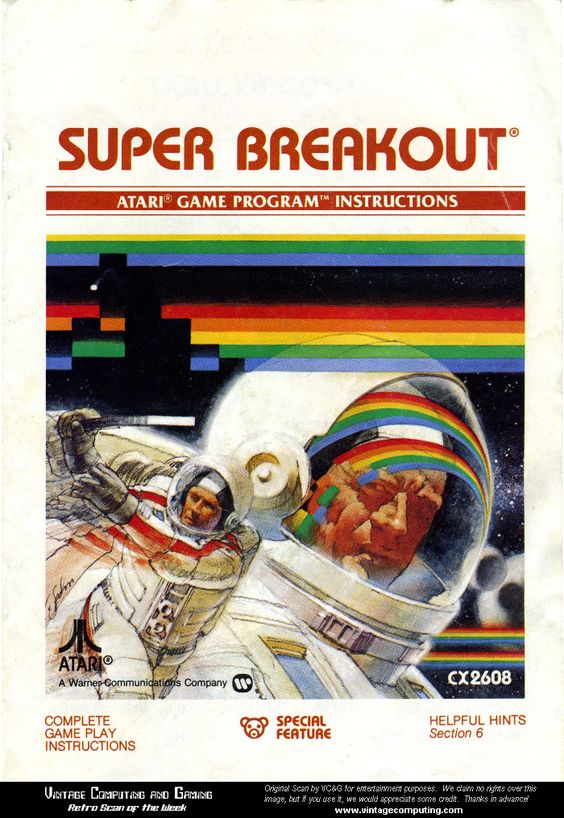 SUPER BREAKOUT®
ATARI® GAME PROGRAM™ INSTRUCTIONS
ATARI®
A Warner Communications Company
CX2608
COMPLETE
GAME PLAY
INSTRUCTIONS
SPECIAL
FEATURE
HELPFUL HINTS
Section 6
Vintage Computing and Gaming
Retro Scan of the Week
Original Scan by VC&G for entertainment purposes. We claim no rights over this
image, but if you use it, we would appreciate some credit. Thanks in advance!
www.vintagecomputing.com